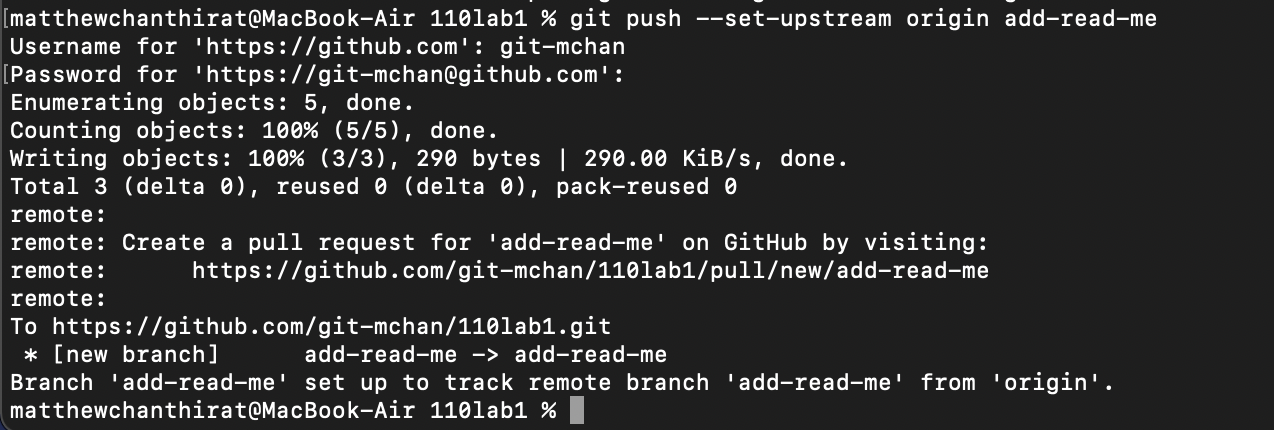 [matthewchanthirat@MacBook-Air 110lab1 % git push --set-upstream origin add-read-me
Username for 'https://github.com': git-mchan
[Password for 'https://git-mchan@github.com':
Enumerating objects: 5, done.
Counting objects: 100% (5/5), done.
Writing objects: 100% (3/3), 290 bytes | 290.00 KiB/s, done.
Total 3 (delta 0), reused 0 (delta 0), pack-reused 0
remote:
remote: Create a pull request for 'add-read-me' on GitHub by visiting:
remote:      https://github.com/git-mchan/110lab1/pull/new/add-read-me
remote:
To https://github.com/git-mchan/110lab1.git
 * [new branch]      add-read-me -> add-read-me
Branch 'add-read-me' set up to track remote branch 'add-read-me' from 'origin'.
matthewchanthirat@MacBook-Air 110lab1 %